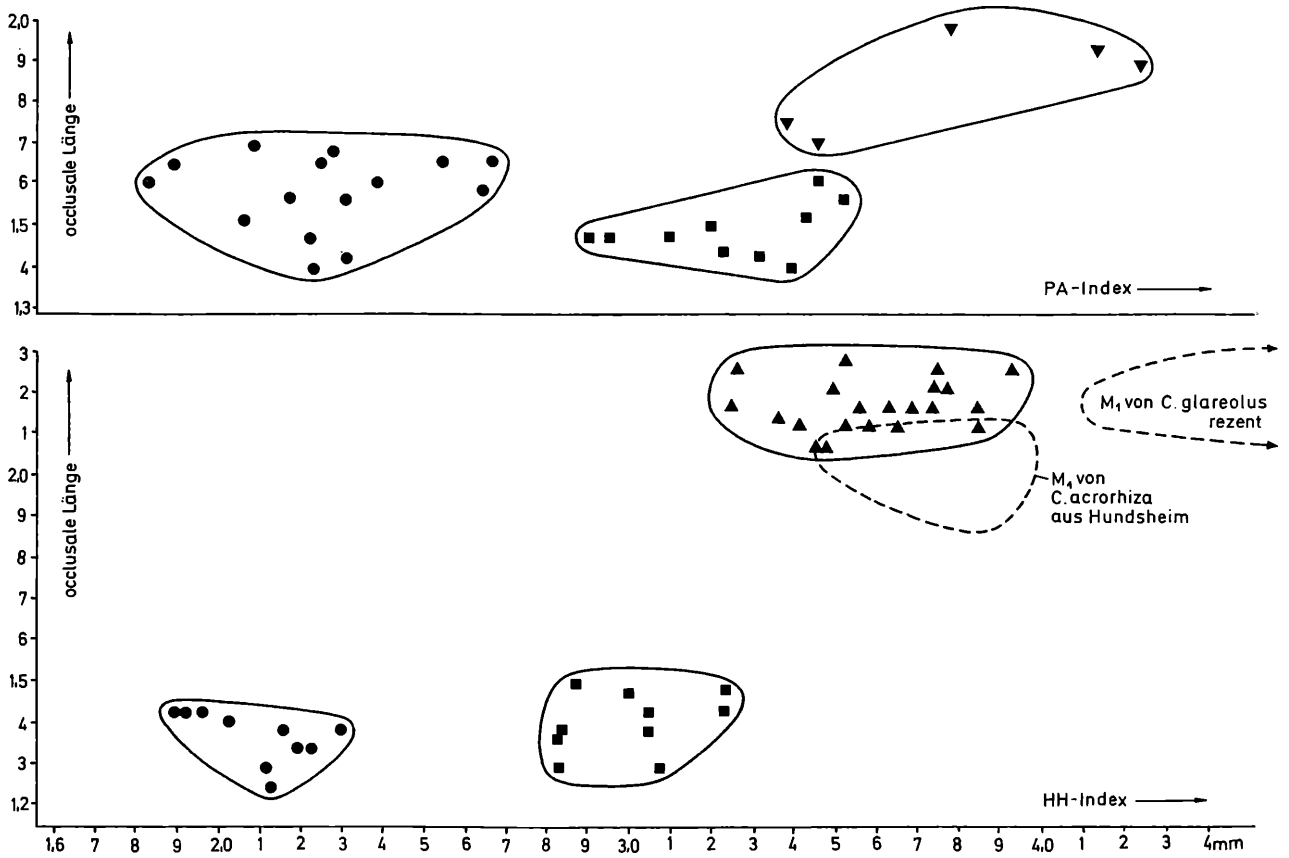 2,0
9
8
7
6
1,5
4
1,3
occlusale Länge
PA-Index
3
2
1
2,0
9
8
7
6
1,5
4
3
1,2
occlusale Länge
M₁ von C. glareolus
rezent
M₁ von
C. acrorhiza
aus Hundsheim
HH-Index
1,6 7 8 9 2,0 1 2 3 4 5 6 7 8 9 3,0 1 2 3 4 5 6 7 8 9 4,0 1 2 3 4mm